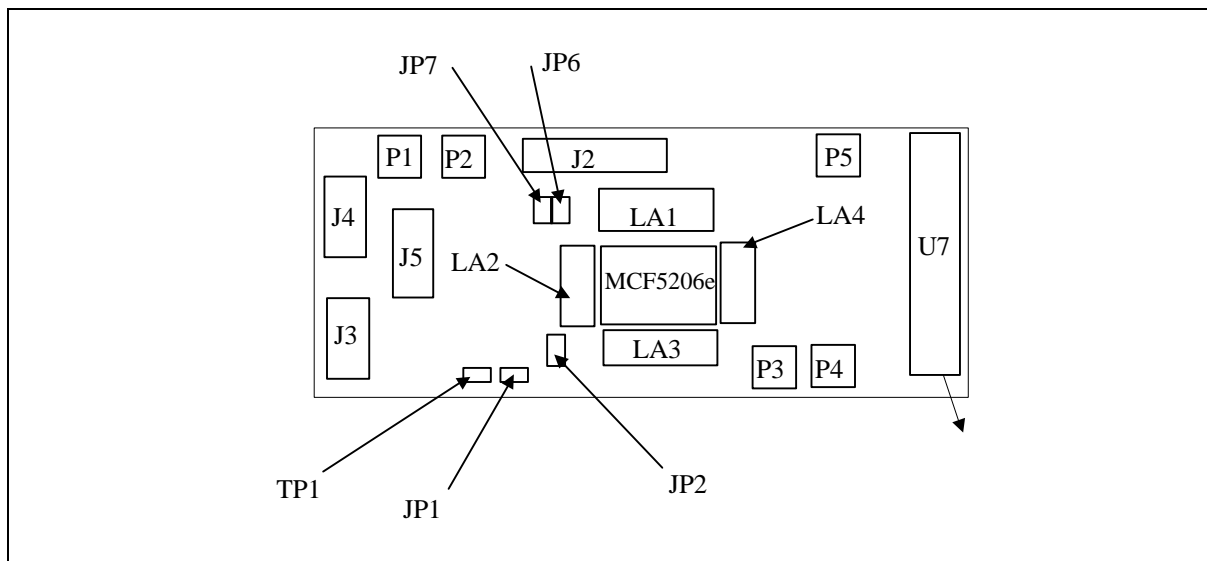 JP7
JP6
P1
P2
J2
P5
J4
J5
LA1
LA4
U7
LA2
MCF5206e
J3
LA3
P3
P4
TP1
JP1
JP2